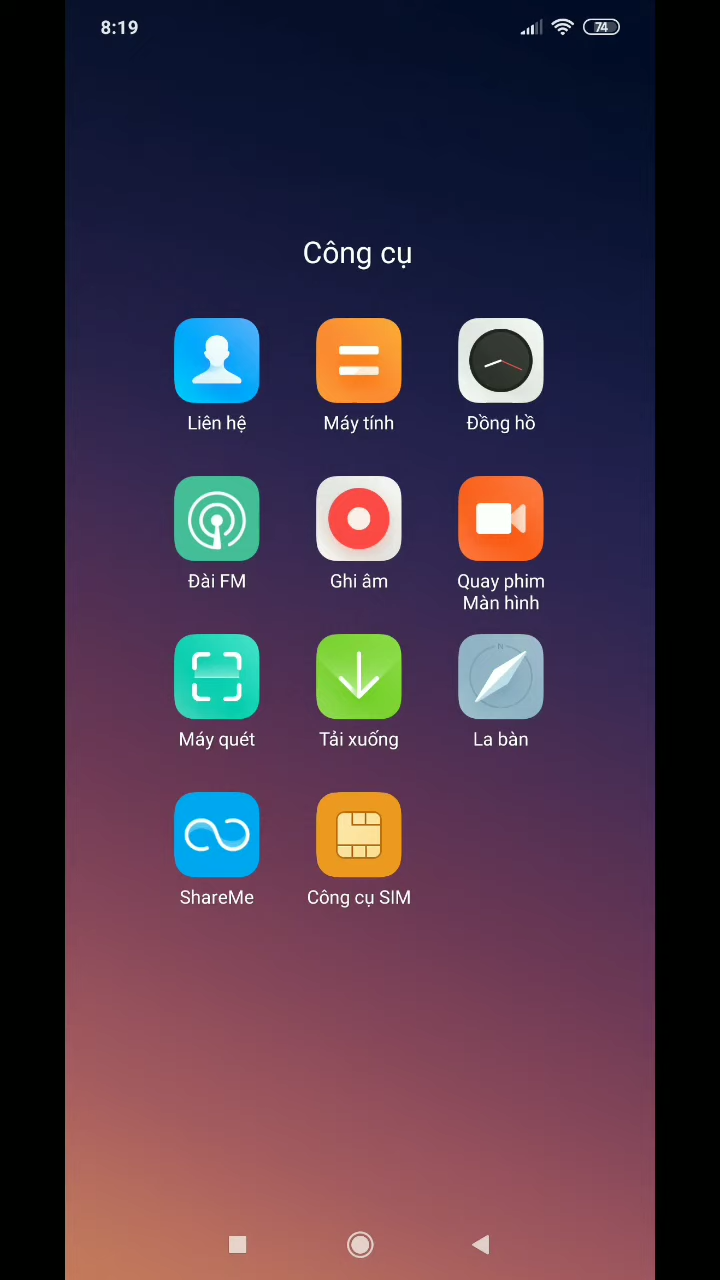 8:19
74
Công cụ
Liên hệ
Máy tính
Đồng hồ
Đài FM
Ghi âm
Quay phim
Màn hình
Máy quét
Tải xuống
N
La bàn
ShareMe
Công cụ SIM